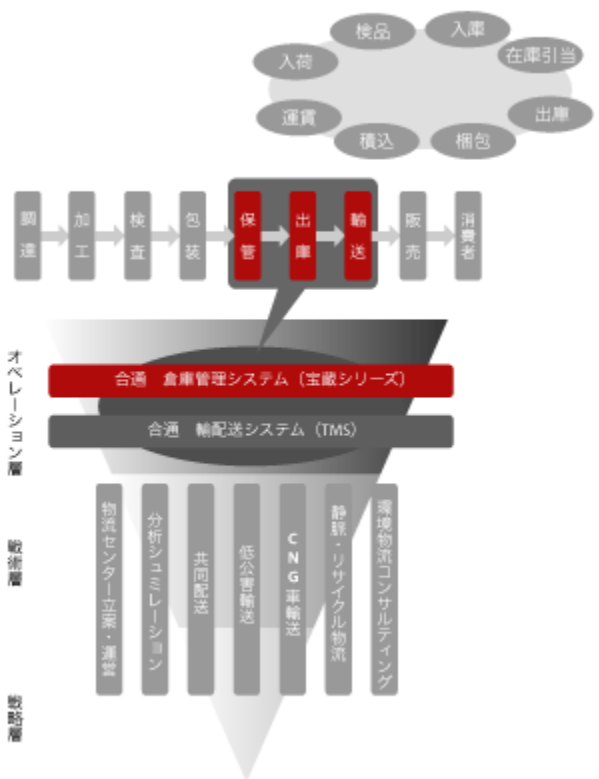 検品
入庫
入荷
在庫引当
運賃
出庫
積込
梱包
調達
加工
検査
包装
保管
出庫
輸送
販売
消費者
オペレーション層
合通 倉庫管理システム（宝蔵シリーズ）
合通 輸配送システム（TMS）
戦術層
戦略層
物流センター立案・運営
分析シュミレーション
共同配送
低公害輸送
CNG車輸送
静脈・リサイクル物流
環境物流コンサルティング